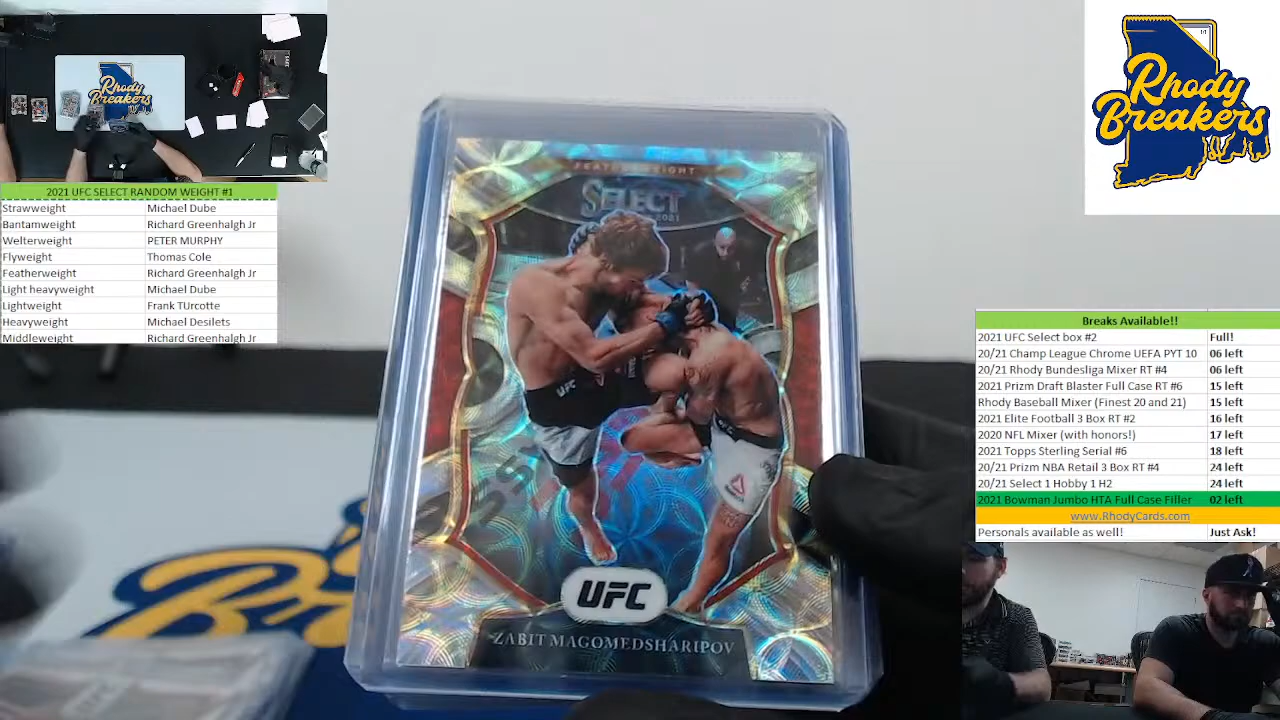 Rhody
Breakers
2021 UFC SELECT RANDOM WEIGHT #1
Strawweight Michael Dube
Bantamweight Richard Greenhalgh Jr
Welterweight PETER MURPHY
Flyweight Thomas Cole
Featherweight Richard Greenhalgh Jr
Light heavyweight Michael Dube
Lightweight Frank TUrcotte
Heavyweight Michael Desilets
Middleweight Richard Greenhalgh Jr
FEATHERWEIGHT
SELECT
2021
UFC
UFC
ZABIT MAGOMEDSHARIPOV
1/1
Rhody
Breakers
Breaks Available!!
2021 UFC Select box #2 Full!
20/21 Champ League Chrome UEFA PYT 10 06 left
20/21 Rhody Bundesliga Mixer RT #4 06 left
2021 Prizm Draft Blaster Full Case RT #6 15 left
Rhody Baseball Mixer (Finest 20 and 21) 15 left
2021 Elite Football 3 Box RT #2 16 left
2020 NFL Mixer (with honors!) 17 left
2021 Topps Sterling Serial #6 18 left
20/21 Prizm NBA Retail 3 Box RT #4 24 left
20/21 Select 1 Hobby 1 H2 24 left
2021 Bowman Jumbo HTA Full Case Filler 02 left
www.RhodyCards.com
Personals available as well! Just Ask!